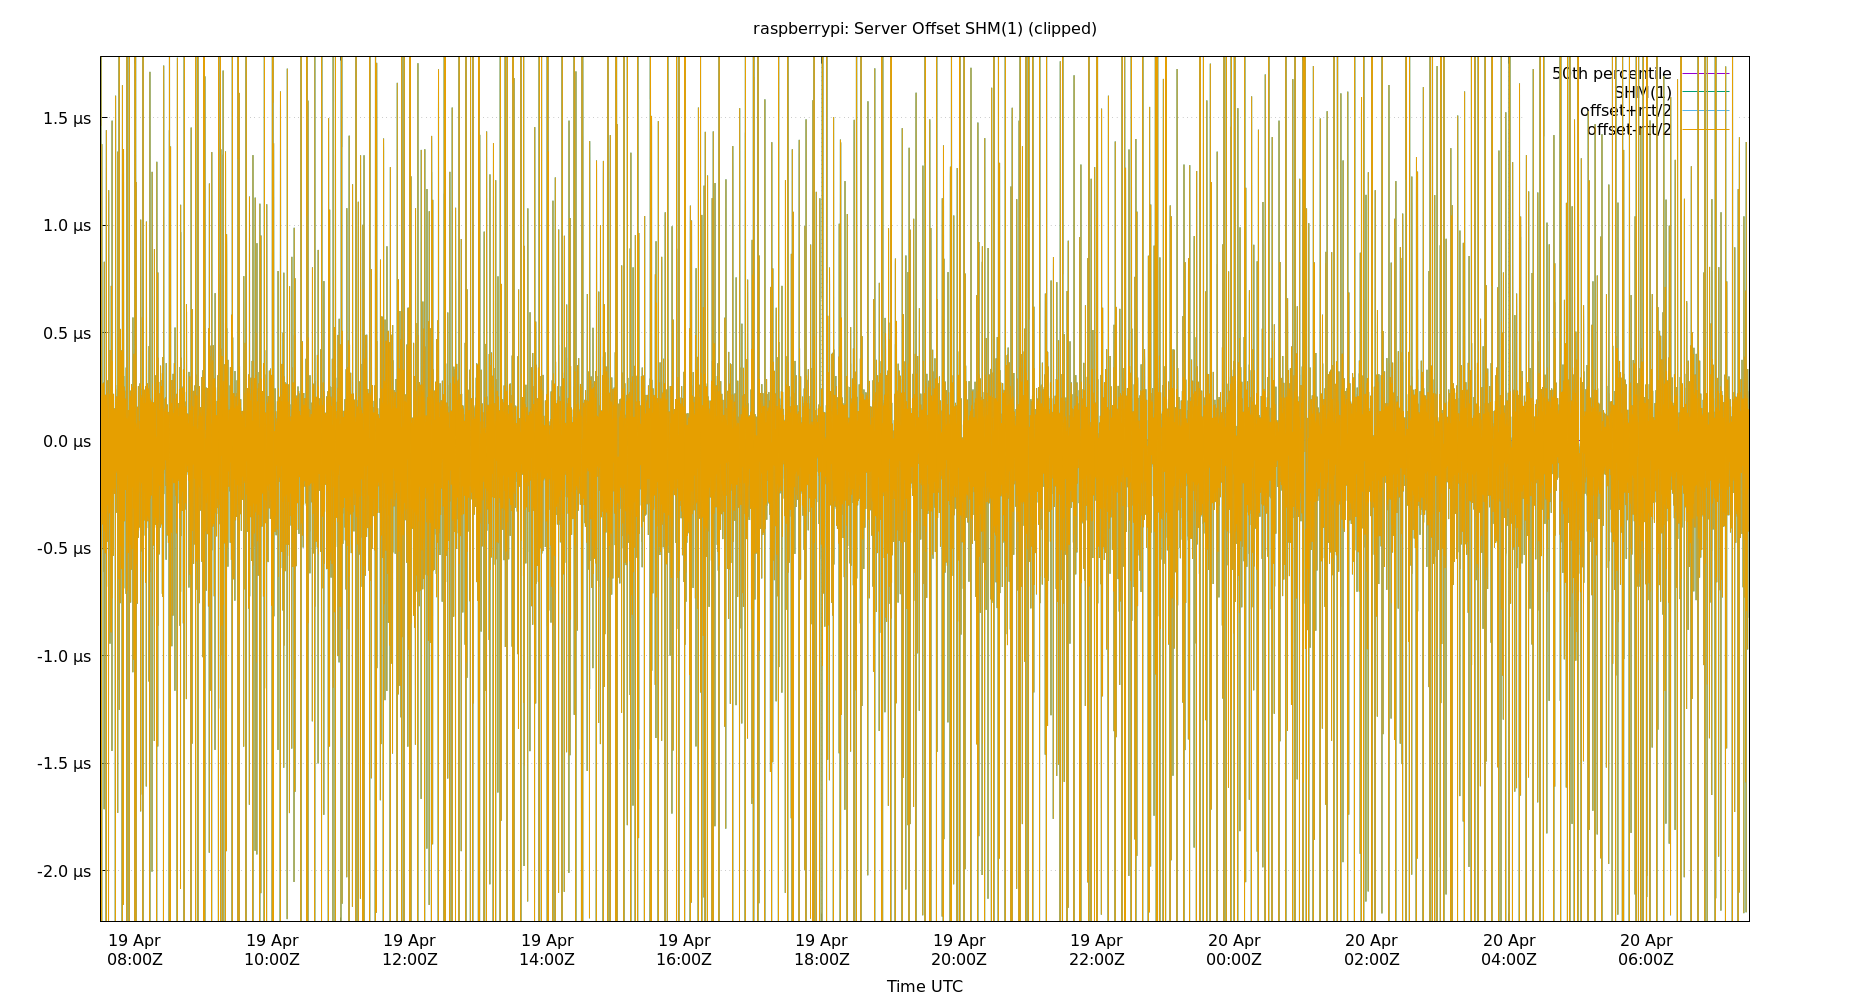 raspberrypi: Server Offset SHM(1) (clipped)
50th percentile
SHM(1)
offset+rtt/2
offset-rtt/2
1.5 µs
1.0 µs
0.5 µs
0.0 µs
-0.5 µs
-1.0 µs
-1.5 µs
-2.0 µs
19 Apr 19 Apr 19 Apr 19 Apr 19 Apr 19 Apr 19 Apr 19 Apr 20 Apr 20 Apr 20 Apr 20 Apr
08:00Z 10:00Z 12:00Z 14:00Z 16:00Z 18:00Z 20:00Z 22:00Z 00:00Z 02:00Z 04:00Z 06:00Z
Time UTC